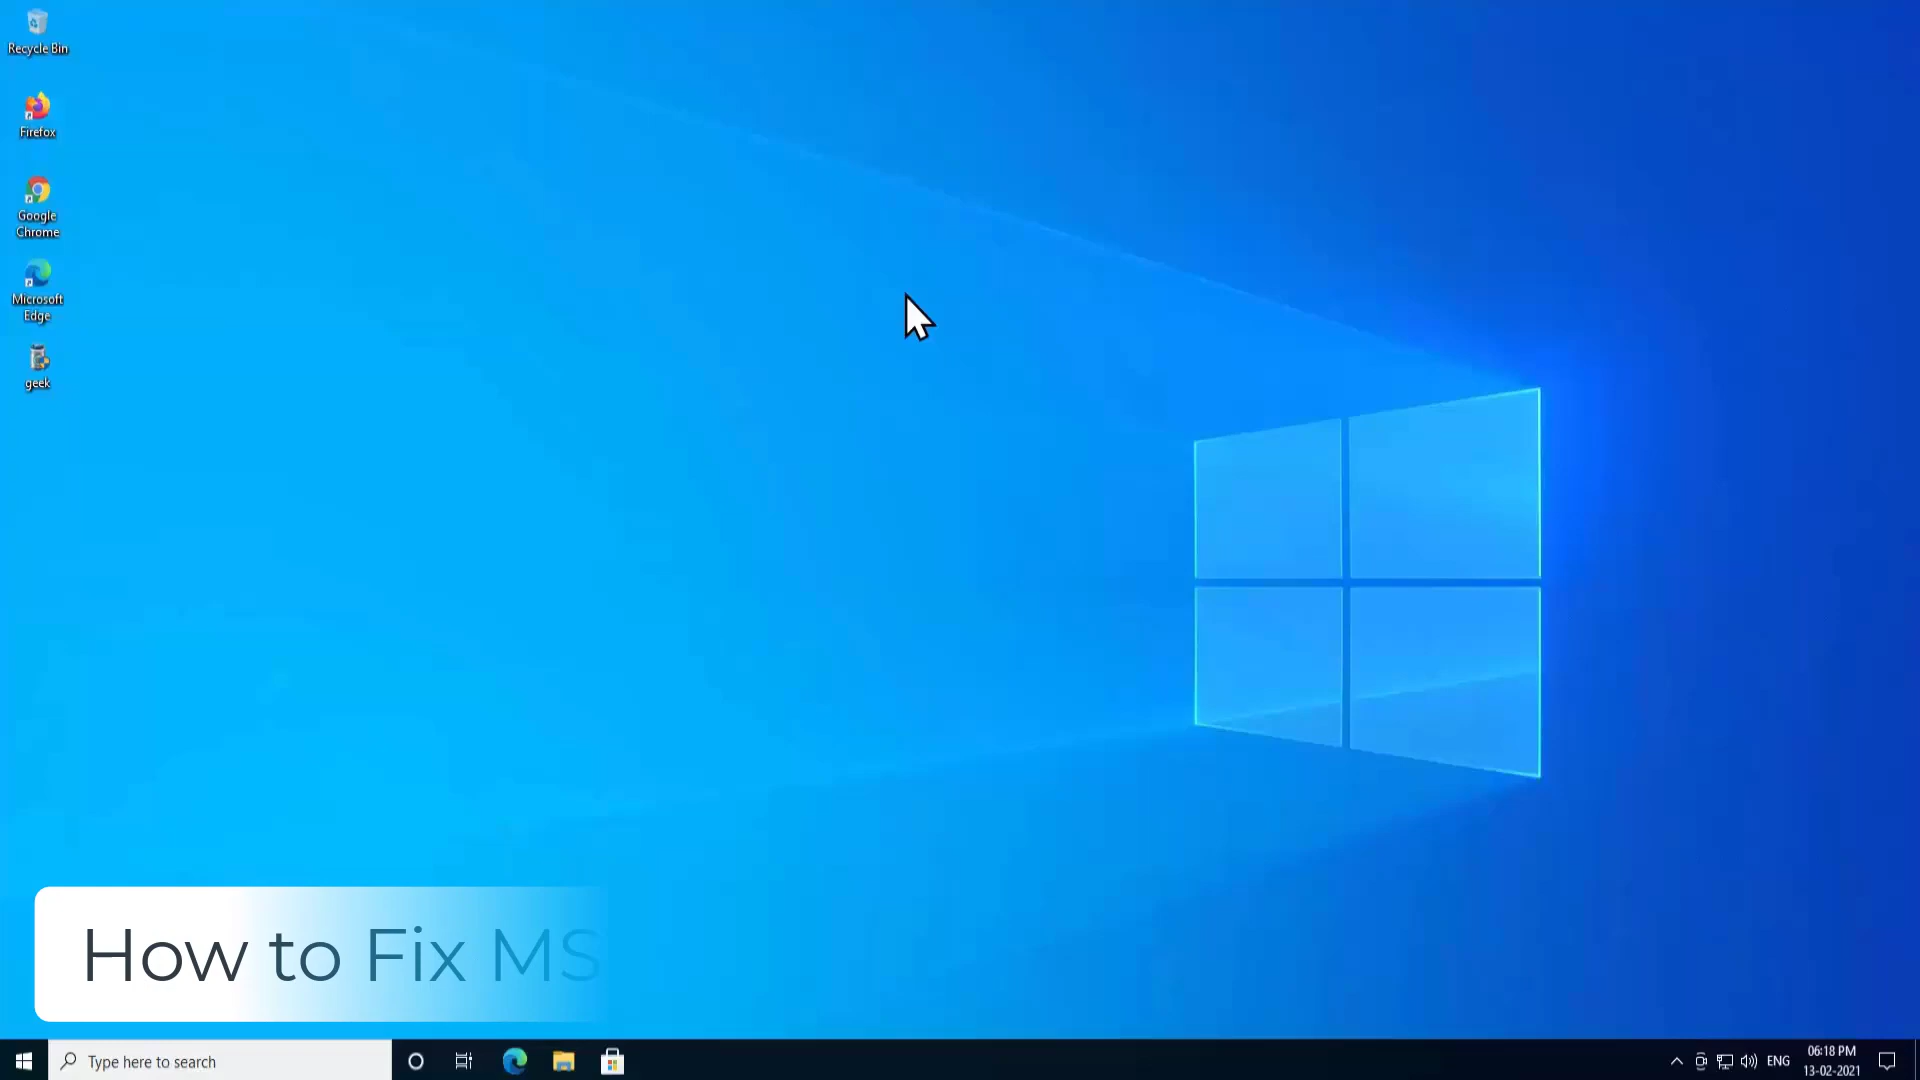 Recycle Bin
Firefox
Google
Chrome
Microsoft
Edge
geek
How to Fix MS
Type here to search
ENG
06:18 PM
13-02-2021